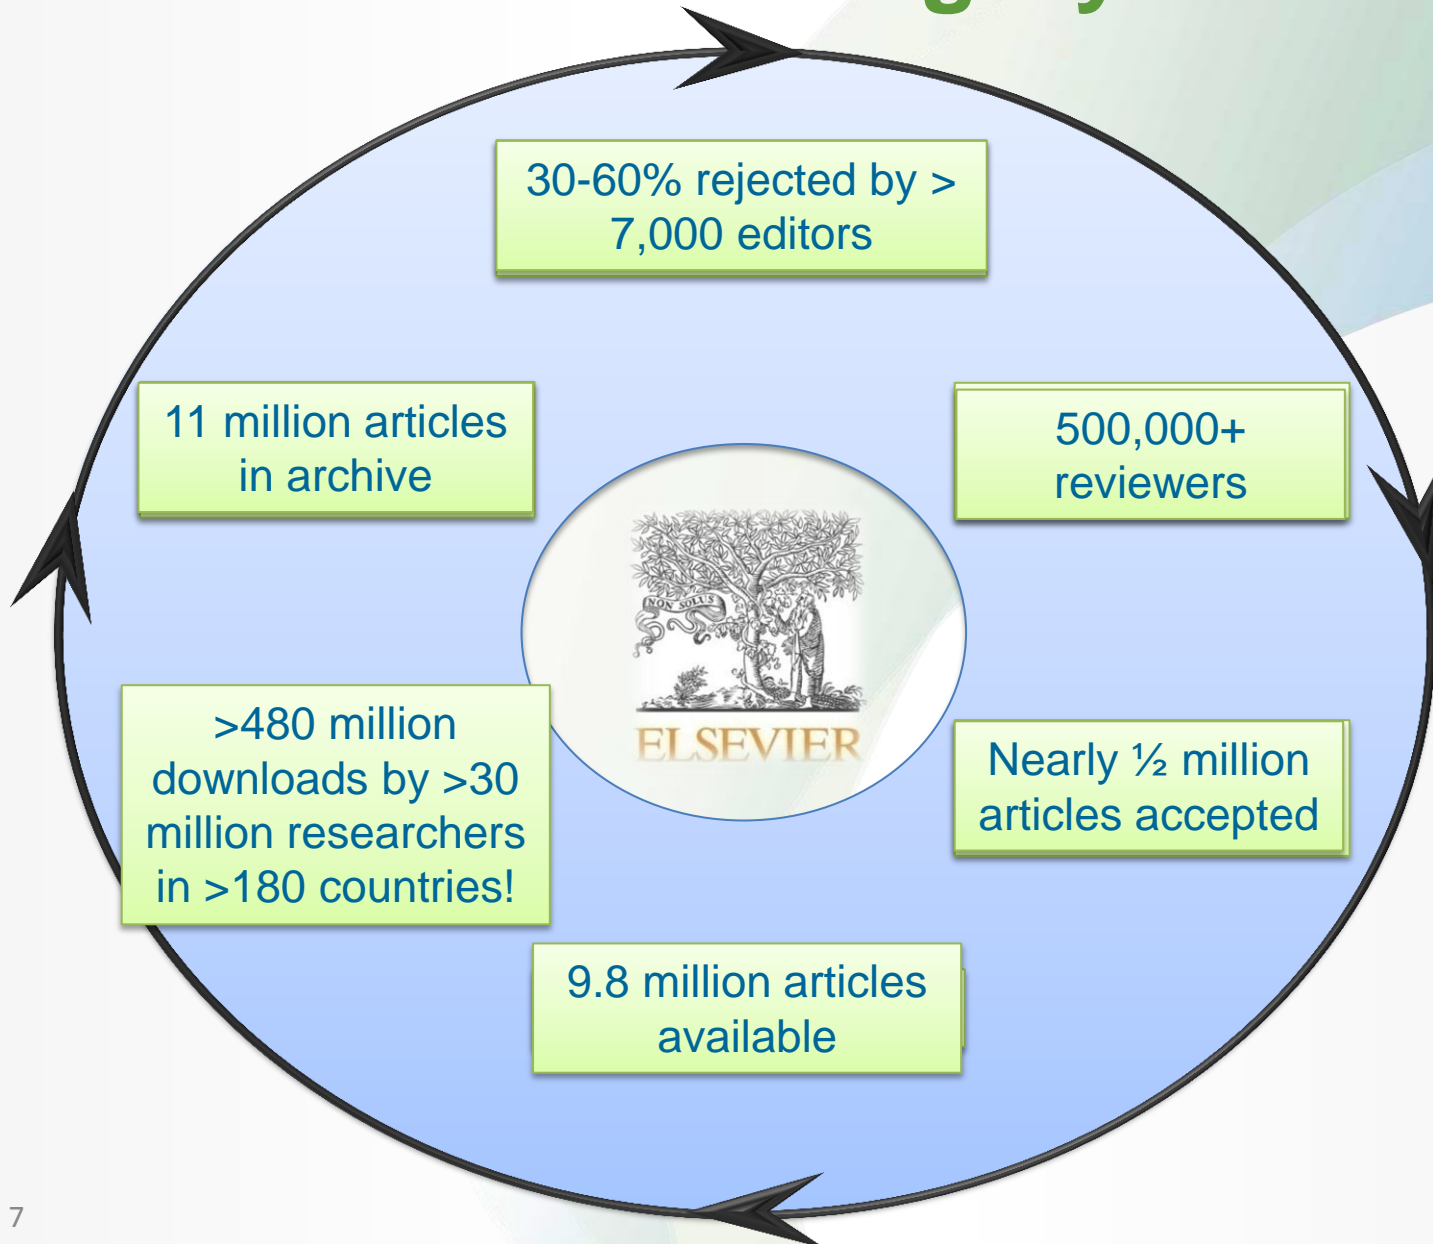 30-60% rejected by >
7,000 editors
11 million articles
in archive
500,000+
reviewers
NON SOLUS
ELSEVIER
>480 million
downloads by >30
million researchers
in >180 countries!
Nearly ½ million
articles accepted
9.8 million articles
available
7